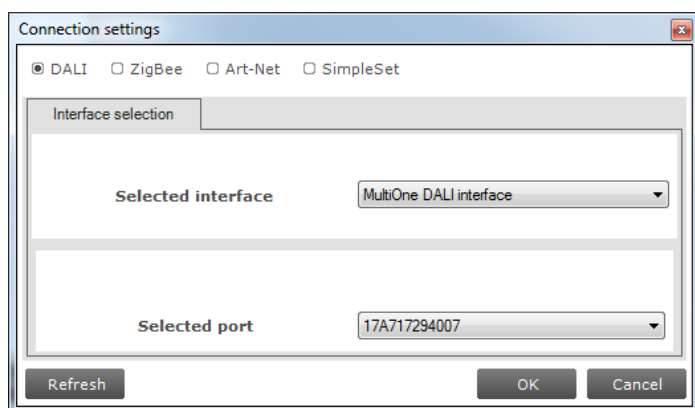 Connection settings
DALI ZigBee Art-Net SimpleSet
Interface selection
Selected interface MultiOne DALI interface
Selected port 17A717294007
Refresh OK Cancel